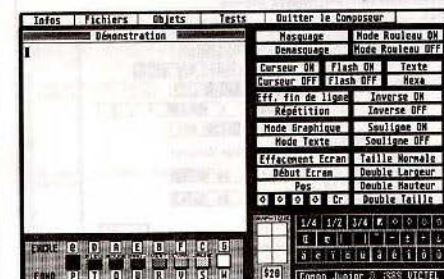 Infos Fichiers Objets Tests Quitter le Composeur
Démonstration
Masquage Mode Rouleau ON
Demasquage Mode Rouleau OFF
Curseur ON Flash ON Texte
Curseur OFF Flash OFF Hexa
Eff. fin de ligne Inverse ON
Répétition Inverse OFF
Mode Graphique Souligne ON
Mode Texte Souligne OFF
Effacement Ecran Taille Normale
Début Ecran Double Largeur
Pos Double Hauteur
Cr Double Taille
1/4 1/2 3/4
ENCRE @ D A E B F C G
FOND P T Q U R V S W
$20 Compo Junior